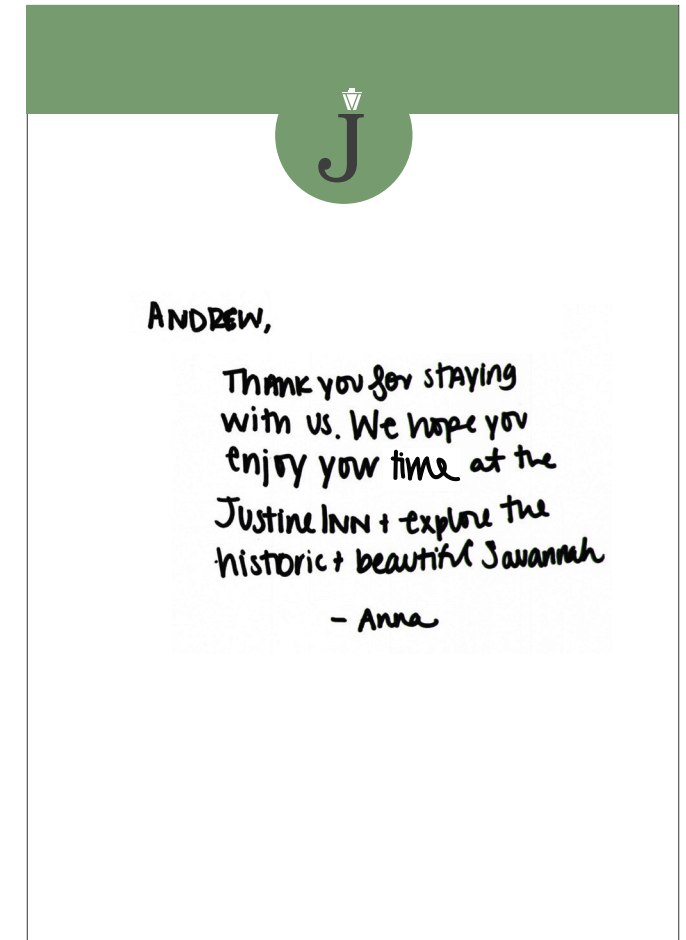 J
ANDREW,
Thank you for staying
with us. We hope you
enjoy your time at the
Justine INN + explore the
historic + beautiful Savannah
- Anna